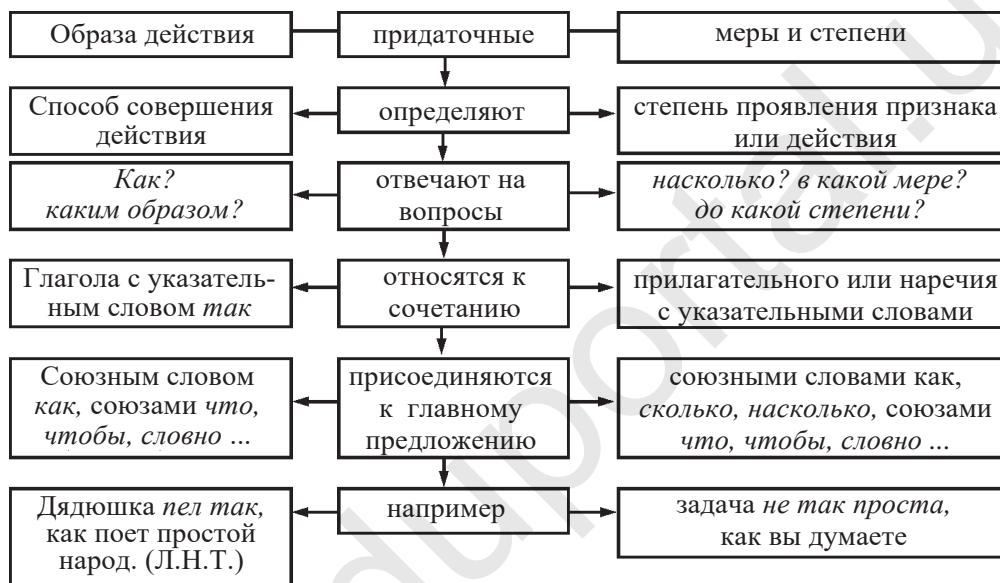 Образа действия придаточные меры и степени
Способ совершения
действия
определяют
степень проявления признака
или действия
Как?
каким образом?
отвечают на
вопросы
насколько? в какой мере?
до какой степени?
Глагола с указатель-
ным словом так
относятся к
сочетанию
прилагательного или наречия
с указательными словами
Союзным словом
как, союзами что,
чтобы, словно ...
присоединяются
к главному
предложению
союзными словами как,
сколько, насколько, союзами
что, чтобы, словно ...
Дядюшка пел так,
как поет простой
народ. (Л.Н.Т.)
например
задача не так проста,
как вы думаете
duportal.u